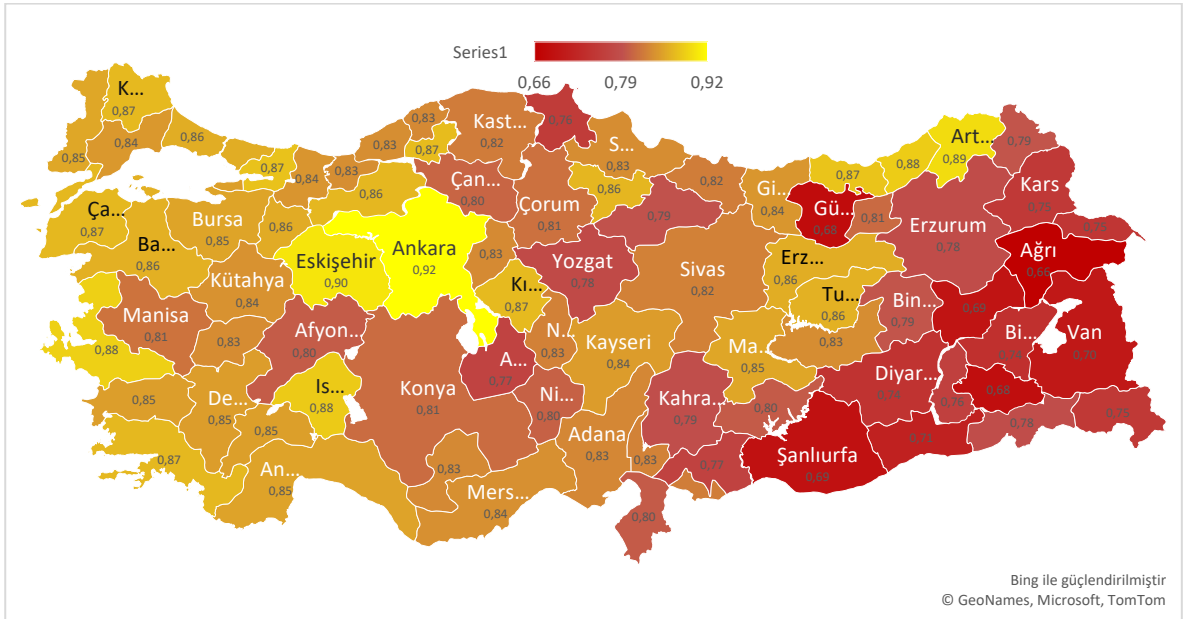 Series1
0,66 0,79 0,92
K...
0,87
0,85
0,84
0,86
0,87
0,84
0,83
0,83
0,83
0,87
Kast...
0,82
0,76
S...
0,83
0,86
0,82
Gi...
0,84
0,87
0,88
Art...
0,89
0,79
Kars
0,75
Ça...
0,87
Ba...
0,86
Bursa
0,85
0,86
0,86
Çan...
0,80
Çorum
0,81
0,79
Gü...
0,68
0,81
Erzurum
0,78
Ağrı
0,66
Eskişehir
0,90
Ankara
0,92
0,83
Kı...
0,87
Yozgat
0,78
Sivas
0,82
Erz...
0,86
Tu...
0,86
Bin...
0,79
0,69
Kütahya
0,84
Manisa
0,81
0,83
Afyon...
0,80
0,88
Is...
0,88
Konya
0,81
A...
0,77
N...
0,83
Ni...
0,80
Kayseri
0,84
Ma...
0,85
0,83
Bi...
Van
0,70
Diyar...
0,74
0,76
0,68
0,85
De...
0,85
0,85
0,87
An...
0,85
0,83
Mers...
0,84
Adana
0,83
0,83
Kahra...
0,79
0,80
0,77
Şanlıurfa
0,69
0,71
0,78
0,79
0,80
Bing ile güçlendirilmiştir
© GeoNames, Microsoft, TomTom